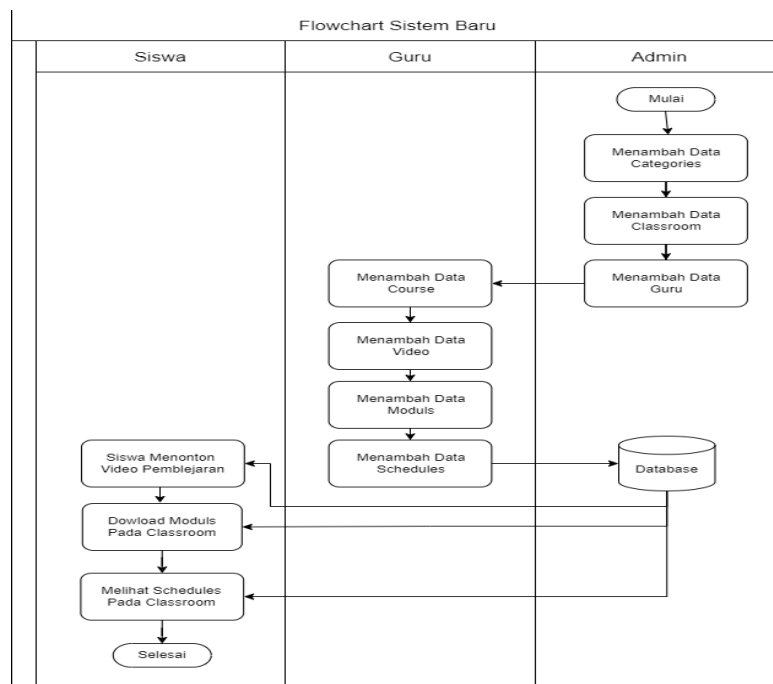 Flowchart Sistem Baru
Siswa
Guru
Admin
Mulai
Menambah Data
Categories
Menambah Data
Classroom
Menambah Data
Guru
Menambah Data
Course
Menambah Data
Video
Menambah Data
Moduls
Menambah Data
Schedules
Database
Siswa Menonton
Video Pemblejaran
Dowload Moduls
Pada Classroom
Melihat Schedules
Pada Classroom
Selesai